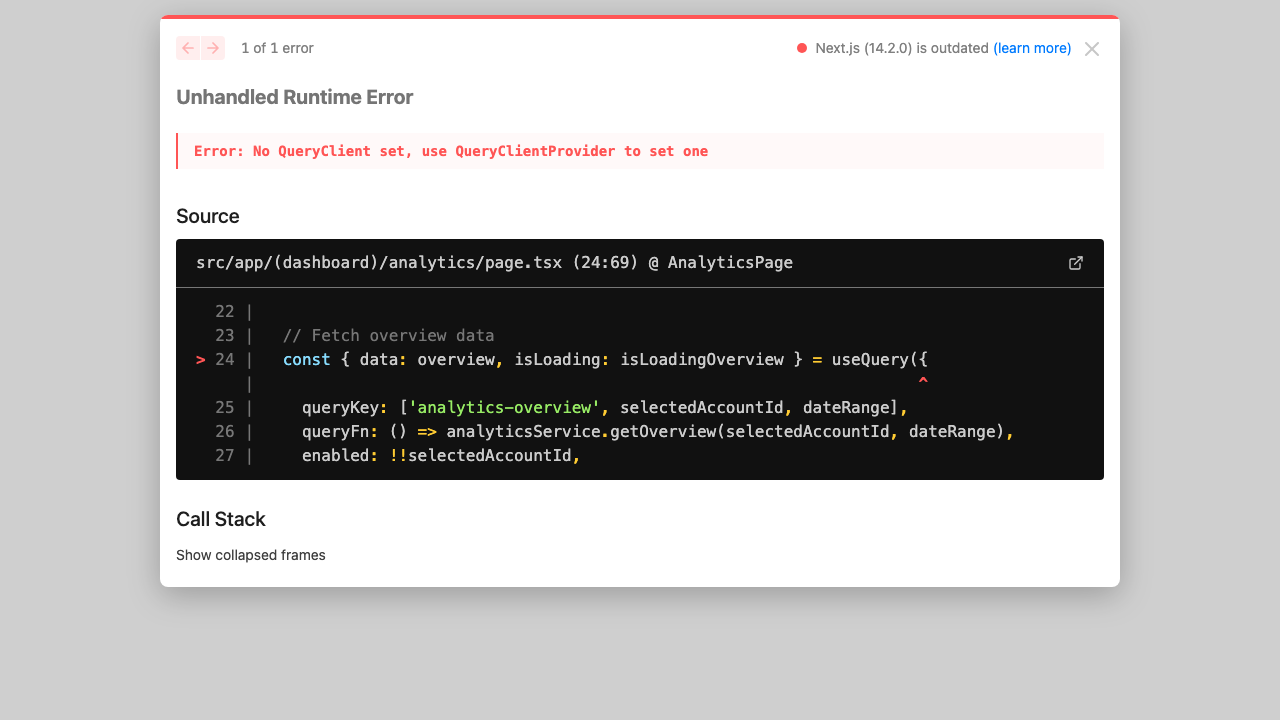 1 of 1 error
Next.js (14.2.0) is outdated (learn more)
Unhandled Runtime Error
Error: No QueryClient set, use QueryClientProvider to set one
Source
src/app/(dashboard)/analytics/page.tsx (24:69) @ AnalyticsPage
  22 |
  23 |   // Fetch overview data
> 24 |   const { data: overview, isLoading: isLoadingOverview } = useQuery({
     |                                                                     ^
  25 |     queryKey: ['analytics-overview', selectedAccountId, dateRange],
  26 |     queryFn: () => analyticsService.getOverview(selectedAccountId, dateRange),
  27 |     enabled: !!selectedAccountId,
Call Stack
Show collapsed frames